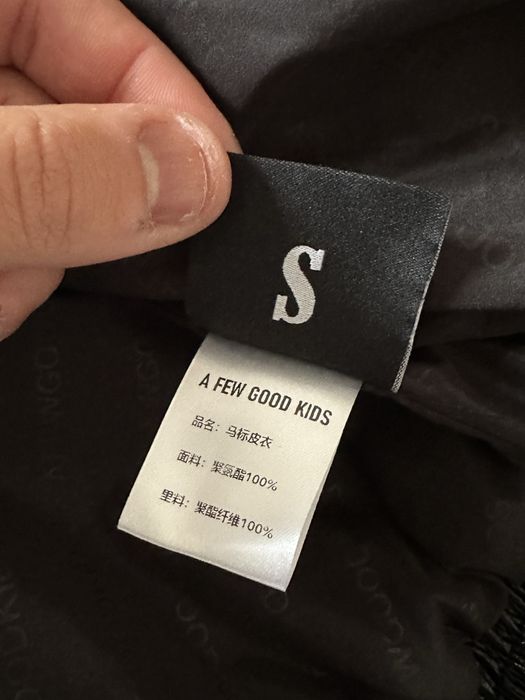 S
A FEW GOOD KIDS
品名：马标皮衣
面料：聚氨酯100%
里料：聚酯纤维100%